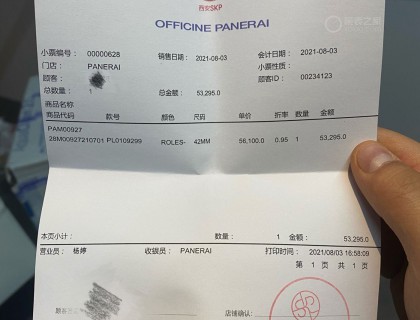 西安SKP
OFFICINE PANERAI
小票编号： 00000628 销售日期： 2021-08-03 会计日期： 2021-08-03
门店： PANERAI 小票性质：
顾客： 顾客ID： 00234123
总数量： 1 总金额： 53,295.0
商品名称
商品代码 款号 颜色 尺码 单价 折率 数量 金额
PAM00927
28M00927210701 PL0109299 ROLES- 42MM 56,100.0 0.95 1 53,295.0
本页小计： 数量： 1 金额： 53,295.0
营业员： 杨婷 收银员： PANERAI 打印时间： 2021/08/03 16:58:09
第 1 页 共 1 页
店铺确认：